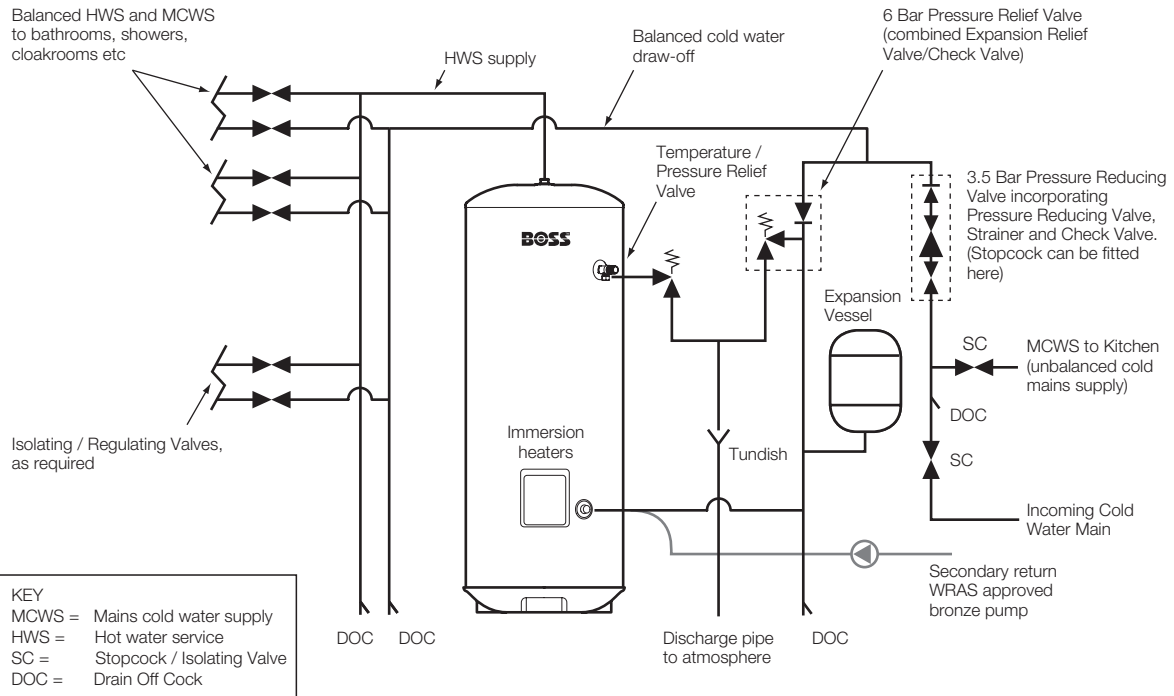 Balanced HWS and MCWS
to bathrooms, showers,
cloakrooms etc
HWS supply
Balanced cold water
draw-off
6 Bar Pressure Relief Valve
(combined Expansion Relief
Valve/Check Valve)
Temperature /
Pressure Relief
Valve
3.5 Bar Pressure Reducing
Valve incorporating
Pressure Reducing Valve,
Strainer and Check Valve.
(Stopcock can be fitted
here)
BOSS
Expansion
Vessel
SC
MCWS to Kitchen
(unbalanced cold
mains supply)
DOC
Isolating / Regulating Valves,
as required
Immersion
heaters
Tundish
SC
Incoming Cold
Water Main
Secondary return
WRAS approved
bronze pump
DOC
DOC
Discharge pipe
to atmosphere
DOC
KEY
MCWS = Mains cold water supply
HWS = Hot water service
SC = Stopcock / Isolating Valve
DOC = Drain Off Cock